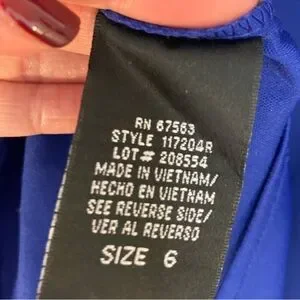 RN 67563
STYLE 117204R
LOT# 208554
MADE IN VIETNAM/
HECHO EN VIETNAM
SEE REVERSE SIDE/
VER AL REVERSO
SIZE 6